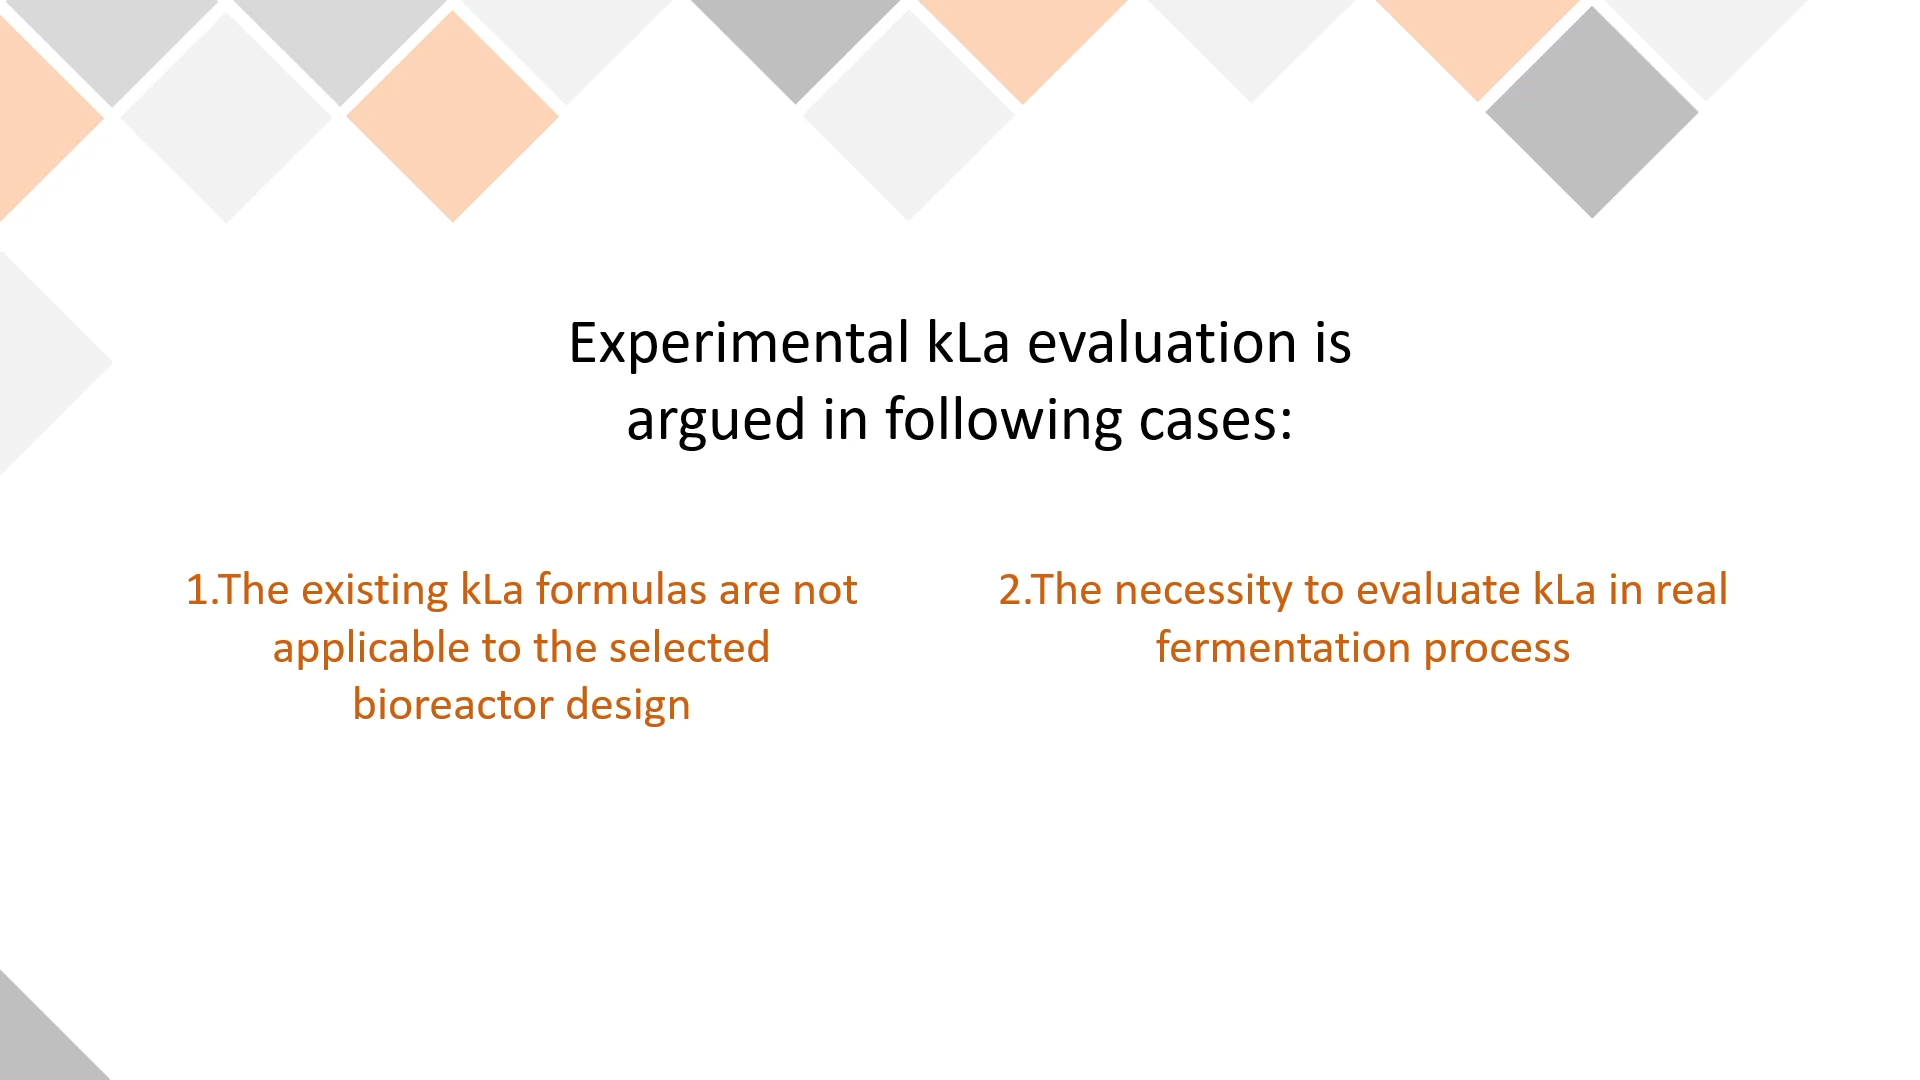 Experimental kLa evaluation is
argued in following cases:
1.The existing kLa formulas are not
applicable to the selected
bioreactor design
2.The necessity to evaluate kLa in real
fermentation process